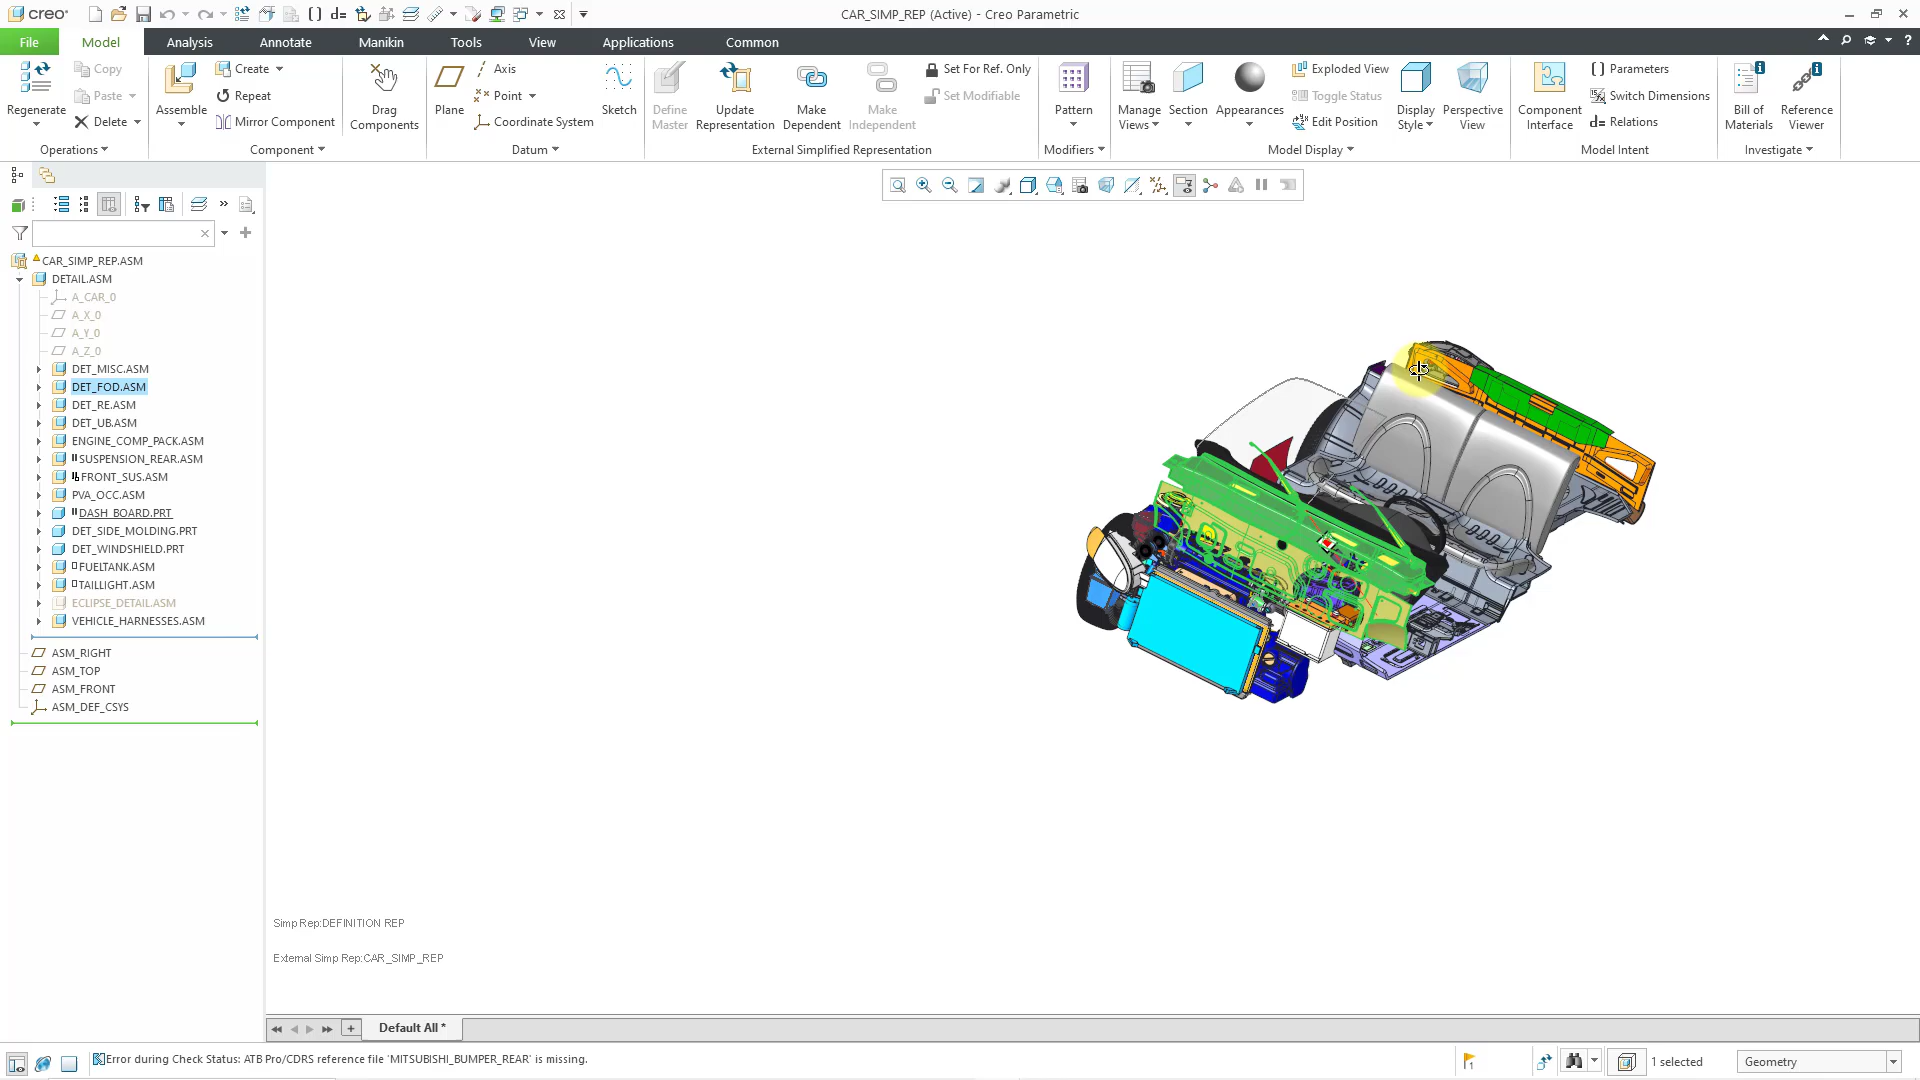 creo d= CAR_SIMP_REP (Active) - Creo Parametric
File Model Analysis Annotate Manikin Tools View Applications Common
Regenerate
Copy
Paste
Delete
Operations
Assemble
Create
Repeat
Mirror Component
Component
Drag
Components
Plane
Axis
Point
Coordinate System
Datum
Sketch
Define
Master
Update
Representation
Make
Dependent
Make
Independent
Set For Ref. Only
Set Modifiable
External Simplified Representation
Pattern
Modifiers
Manage
Views
Section
Appearances
Exploded View
Toggle Status
Edit Position
Display
Style
Perspective
View
Model Display
Component
Interface
Parameters
Switch Dimensions
d= Relations
Model Intent
Bill of
Materials
Reference
Viewer
Investigate
CAR_SIMP_REP.ASM
DETAIL.ASM
A_CAR_0
A_X_0
A_Y_0
A_Z_0
DET_MISC.ASM
DET_FOD.ASM
DET_RE.ASM
DET_UB.ASM
ENGINE_COMP_PACK.ASM
SUSPENSION_REAR.ASM
FRONT_SUS.ASM
PVA_OCC.ASM
DASH_BOARD.PRT
DET_SIDE_MOLDING.PRT
DET_WINDSHIELD.PRT
FUELTANK.ASM
TAILLIGHT.ASM
ECLIPSE_DETAIL.ASM
VEHICLE_HARNESSES.ASM
ASM_RIGHT
ASM_TOP
ASM_FRONT
ASM_DEF_CSYS
Simp Rep:DEFINITION REP
External Simp Rep:CAR_SIMP_REP
Default All *
Error during Check Status: ATB Pro/CDRS reference file 'MITSUBISHI_BUMPER_REAR' is missing.
1
1 selected
Geometry